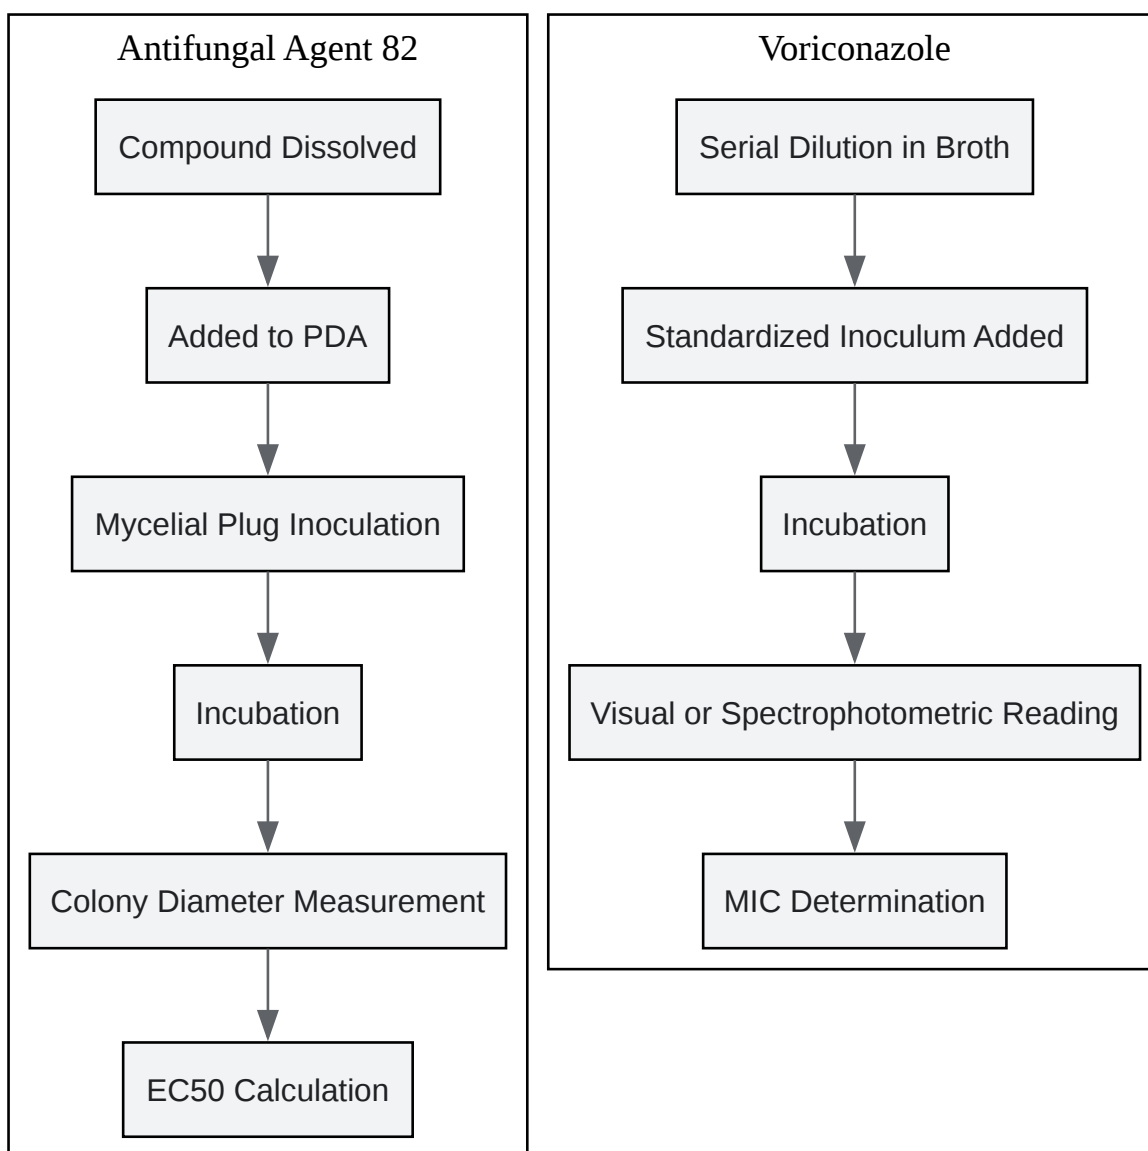 Antifungal Agent 82
Compound Dissolved
Added to PDA
Mycelial Plug Inoculation
Incubation
Colony Diameter Measurement
EC50 Calculation
Voriconazole
Serial Dilution in Broth
Standardized Inoculum Added
Incubation
Visual or Spectrophotometric Reading
MIC Determination